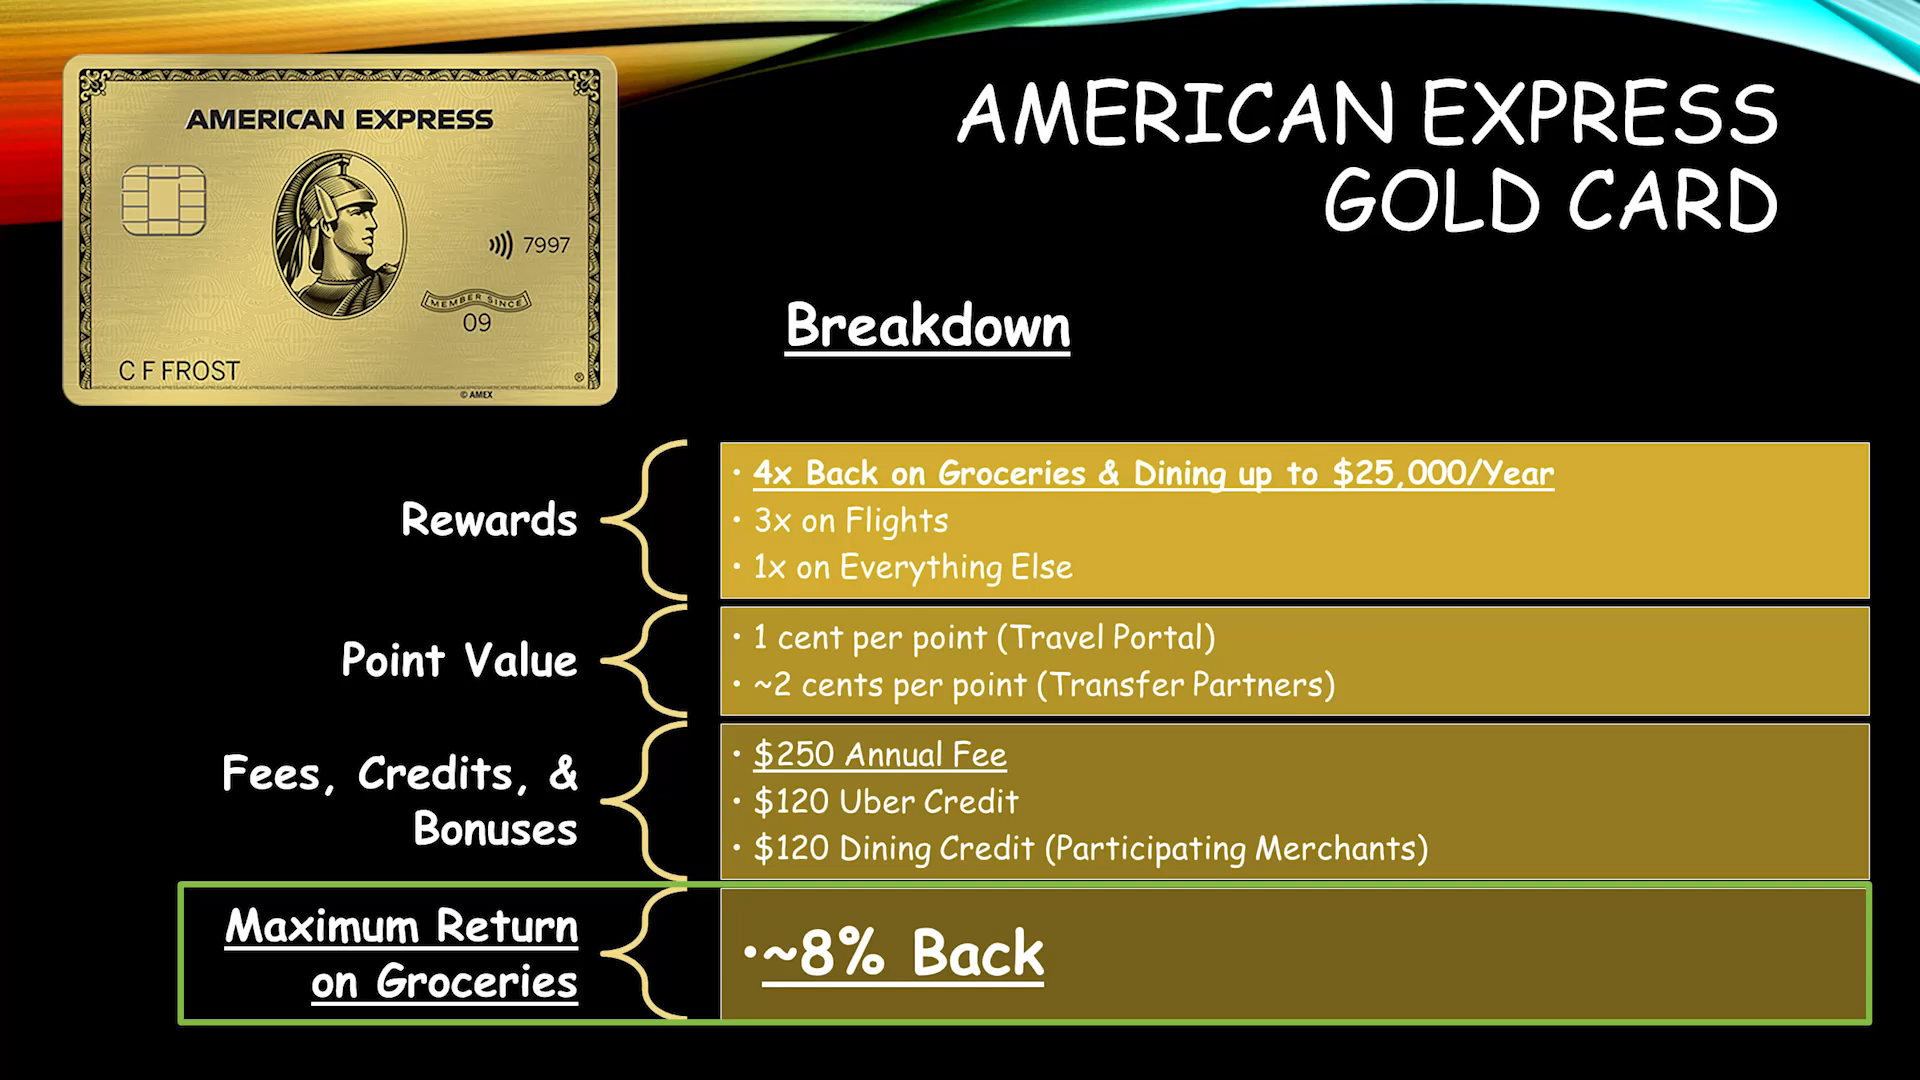 AMERICAN EXPRESS
7997
MEMBER SINCE
09
C F FROST
®
© AMEX
AMERICAN EXPRESS
GOLD CARD
Breakdown
Rewards
• 4x Back on Groceries & Dining up to $25,000/Year
• 3x on Flights
• 1x on Everything Else
Point Value
• 1 cent per point (Travel Portal)
• ~2 cents per point (Transfer Partners)
Fees, Credits, &
Bonuses
• $250 Annual Fee
• $120 Uber Credit
• $120 Dining Credit (Participating Merchants)
Maximum Return
on Groceries
•~8% Back